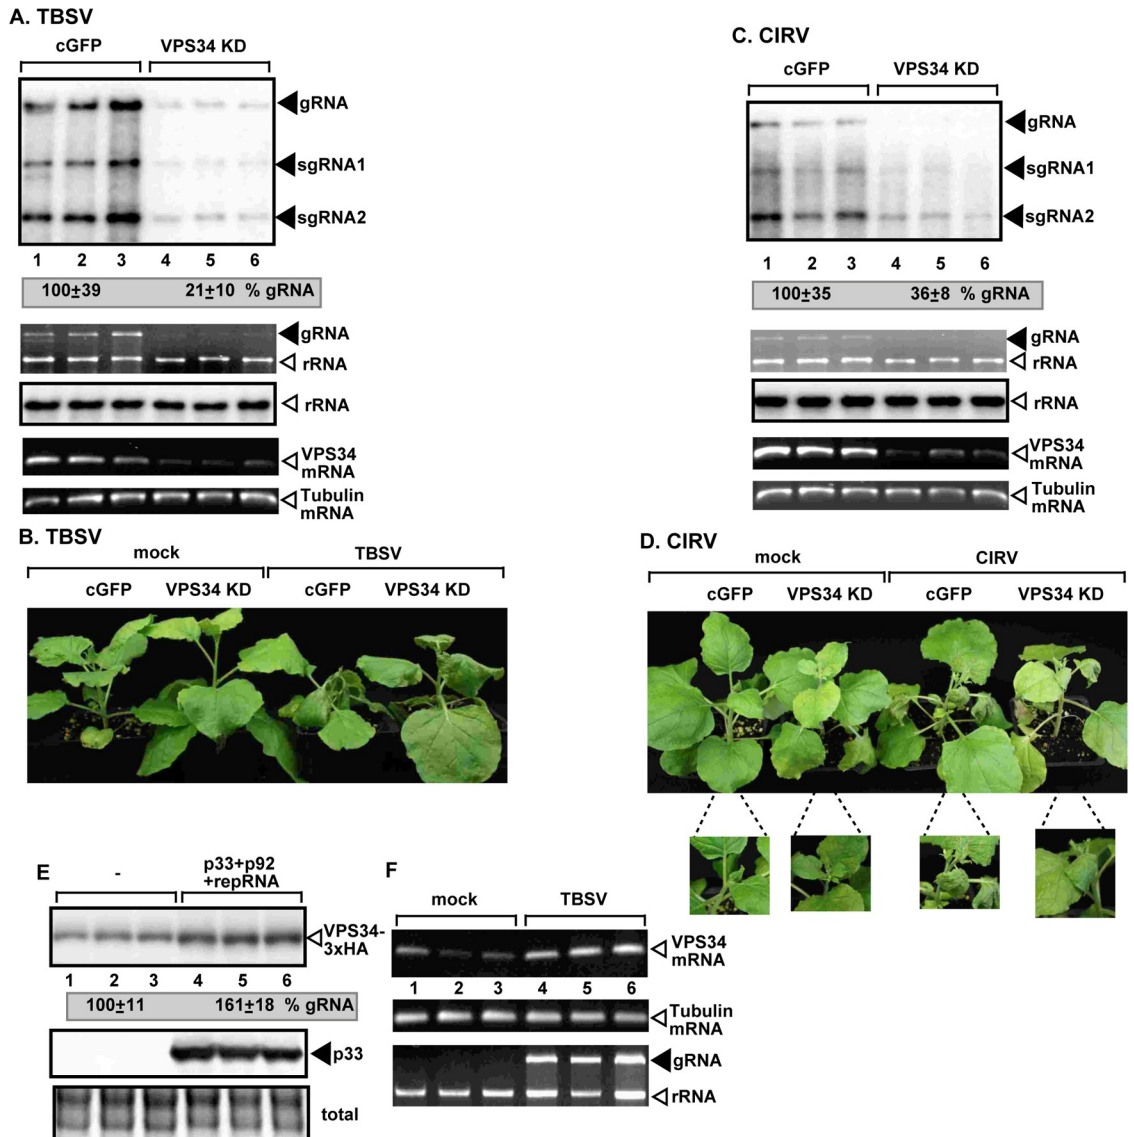 A. TBSV
cGFP VPS34 KD
gRNA
sgRNA1
sgRNA2
1 2 3 4 5 6
100±39 21±10 % gRNA
gRNA
rRNA
rRNA
VPS34
mRNA
Tubulin
mRNA
B. TBSV
mock TBSV
cGFP VPS34 KD cGFP VPS34 KD
C. CIRV
cGFP VPS34 KD
gRNA
sgRNA1
sgRNA2
1 2 3 4 5 6
100±35 36±8 % gRNA
gRNA
rRNA
rRNA
VPS34
mRNA
Tubulin
mRNA
D. CIRV
mock CIRV
cGFP VPS34 KD cGFP VPS34 KD
E
- p33+p92
+repRNA
VPS34-
3xHA
1 2 3 4 5 6
100±11 161±18 % gRNA
p33
total
F
mock TBSV
VPS34
mRNA
1 2 3 4 5 6
Tubulin
mRNA
gRNA
rRNA